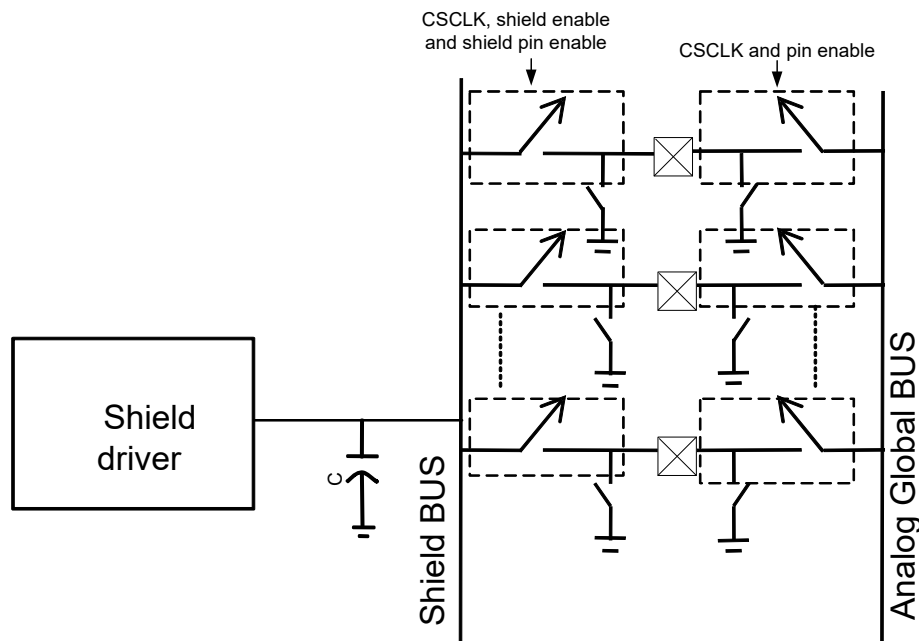 CSCLK, shield enable
and shield pin enable
CSCLK and pin enable
Shield
driver
C
Shield BUS
Analog Global BUS